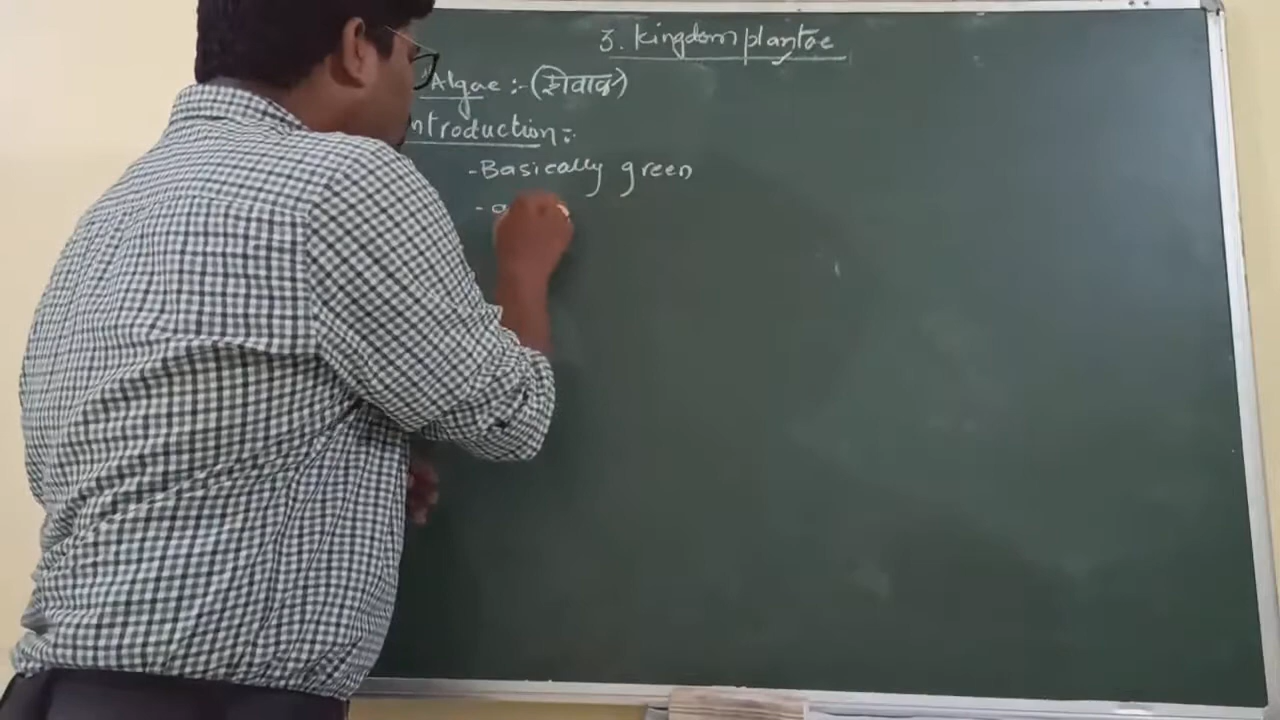 3. Kingdom plantae
Algae :- (शैवाल)
ntroduction :-
- Basically green
-